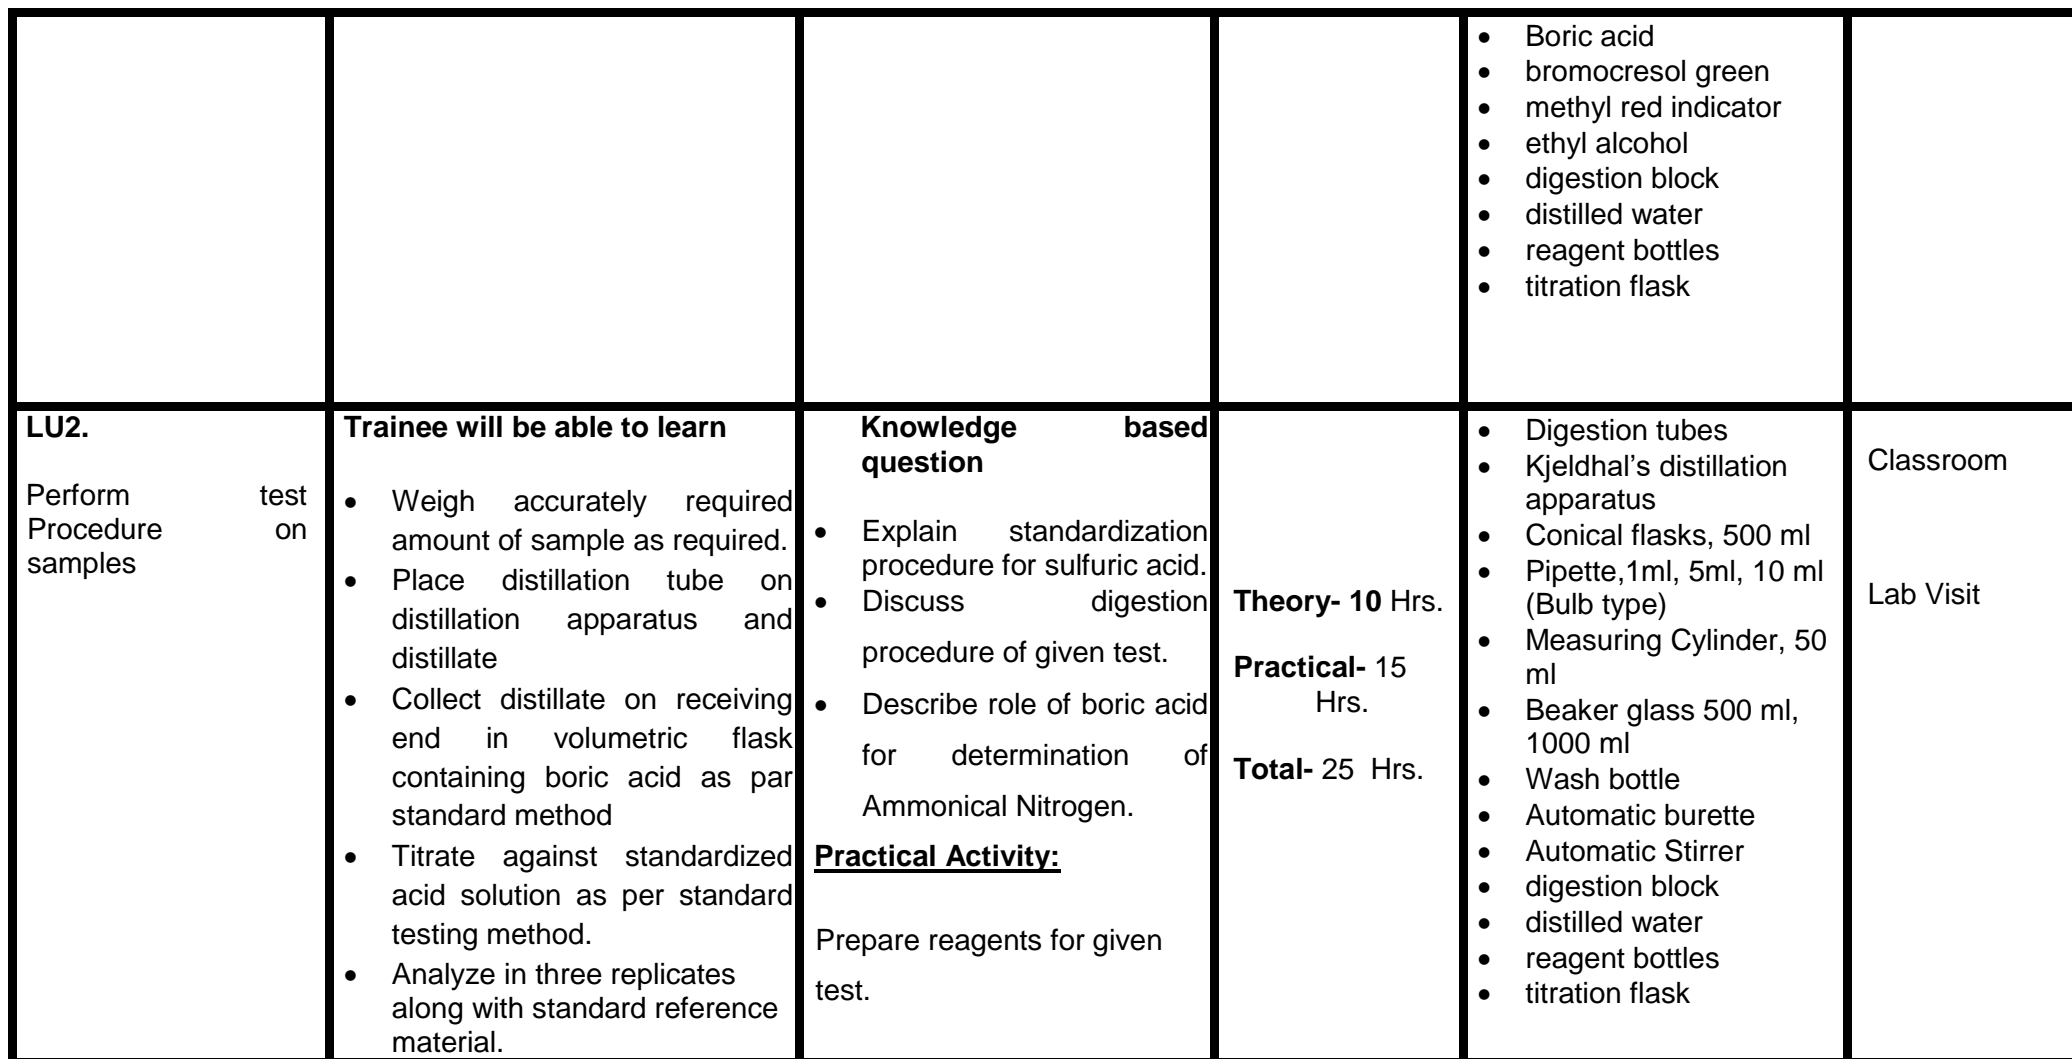 • Boric acid
• bromocresol green
• methyl red indicator
• ethyl alcohol
• digestion block
• distilled water
• reagent bottles
• titration flask
LU2.
Perform test
Procedure on
samples
Trainee will be able to learn
• Weigh accurately required
amount of sample as required.
• Place distillation tube on
distillation apparatus and
distillate
• Collect distillate on receiving
end in volumetric flask
containing boric acid as par
standard method
• Titrate against standardized
acid solution as per standard
testing method.
• Analyze in three replicates
along with standard reference
material.
Knowledge based
question
• Explain standardization
procedure for sulfuric acid.
• Discuss digestion
procedure of given test.
• Describe role of boric acid
for determination of
Ammonical Nitrogen.
Practical Activity:
Prepare reagents for given
test.
Theory- 10 Hrs.
Practical- 15
Hrs.
Total- 25 Hrs.
• Digestion tubes
• Kjeldhal's distillation
apparatus
• Conical flasks, 500 ml
• Pipette,1ml, 5ml, 10 ml
(Bulb type)
• Measuring Cylinder, 50
ml
• Beaker glass 500 ml,
1000 ml
• Wash bottle
• Automatic burette
• Automatic Stirrer
• digestion block
• distilled water
• reagent bottles
• titration flask
Classroom
Lab Visit